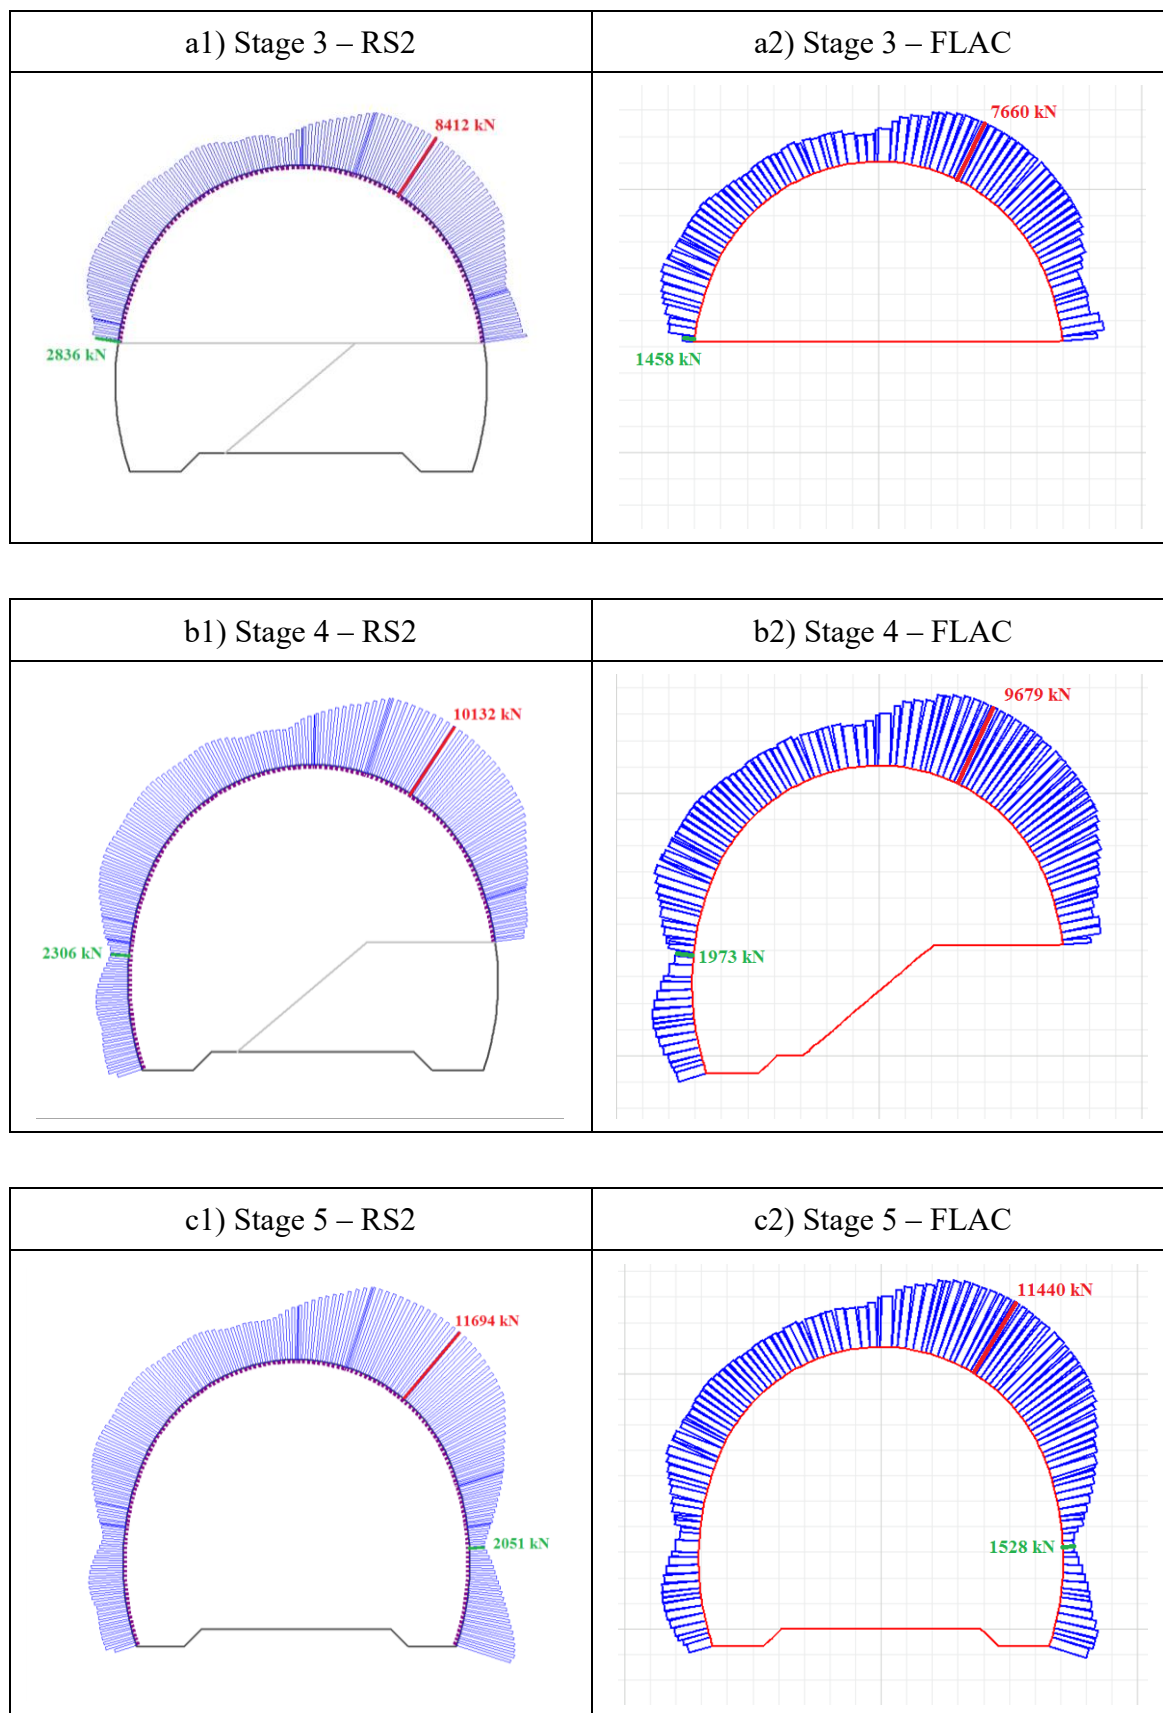 a1) Stage 3 – RS2
a2) Stage 3 – FLAC
8412 kN
2836 kN
7660 kN
1458 kN
b1) Stage 4 – RS2
b2) Stage 4 – FLAC
10132 kN
2306 kN
9679 kN
1973 kN
c1) Stage 5 – RS2
c2) Stage 5 – FLAC
11694 kN
2051 kN
11440 kN
1528 kN